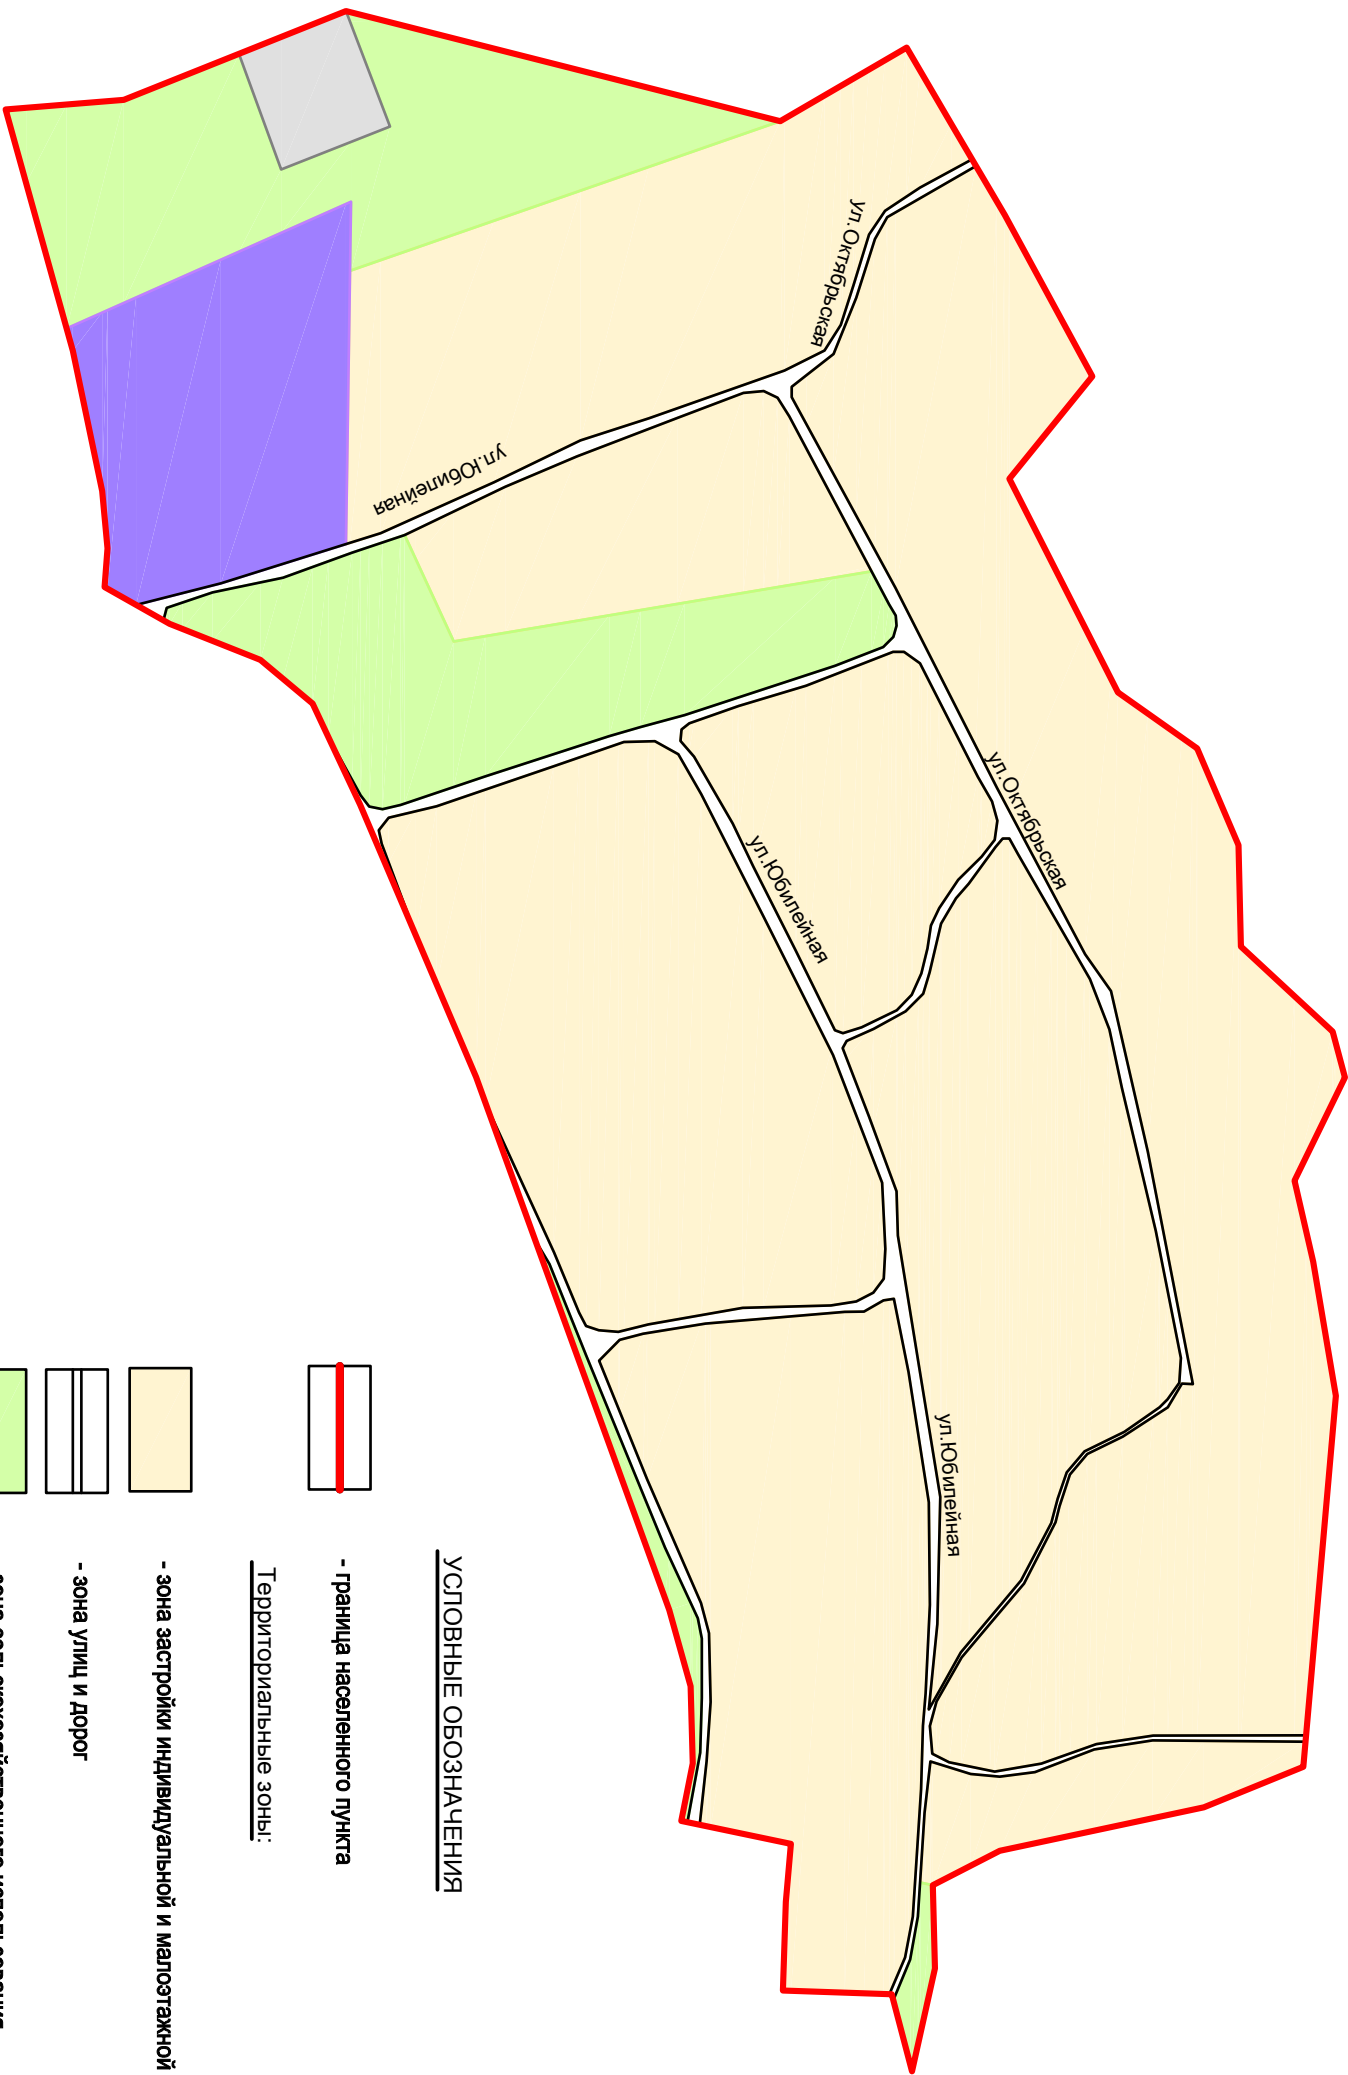 ул.Октябрьская
ул.Юбилейная
ул.Октябрьская
ул.Юбилейная
ул.Юбилейная
УСЛОВНЫЕ ОБОЗНАЧЕНИЯ
- граница населенного пункта
Территориальные зоны:
- зона застройки индивидуальной и малоэтажной
- зона улиц и дорог